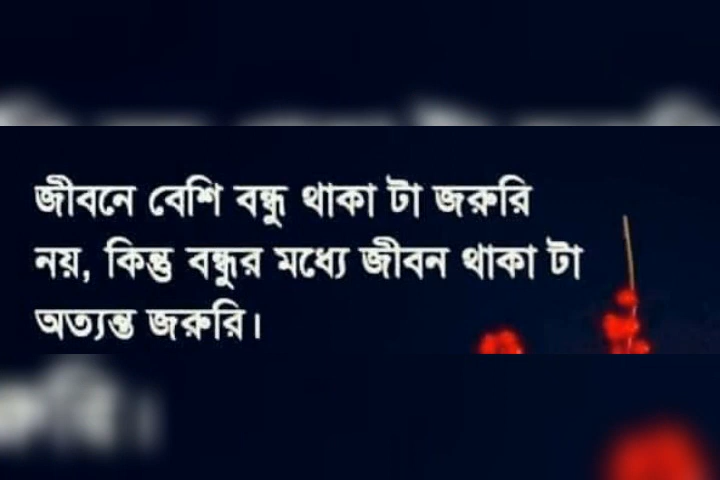 জীবনে বেশি বন্ধু থাকা টা জরুরি
নয়, কিন্তু বন্ধুর মধ্যে জীবন থাকা টা
অত্যন্ত জরুরি।